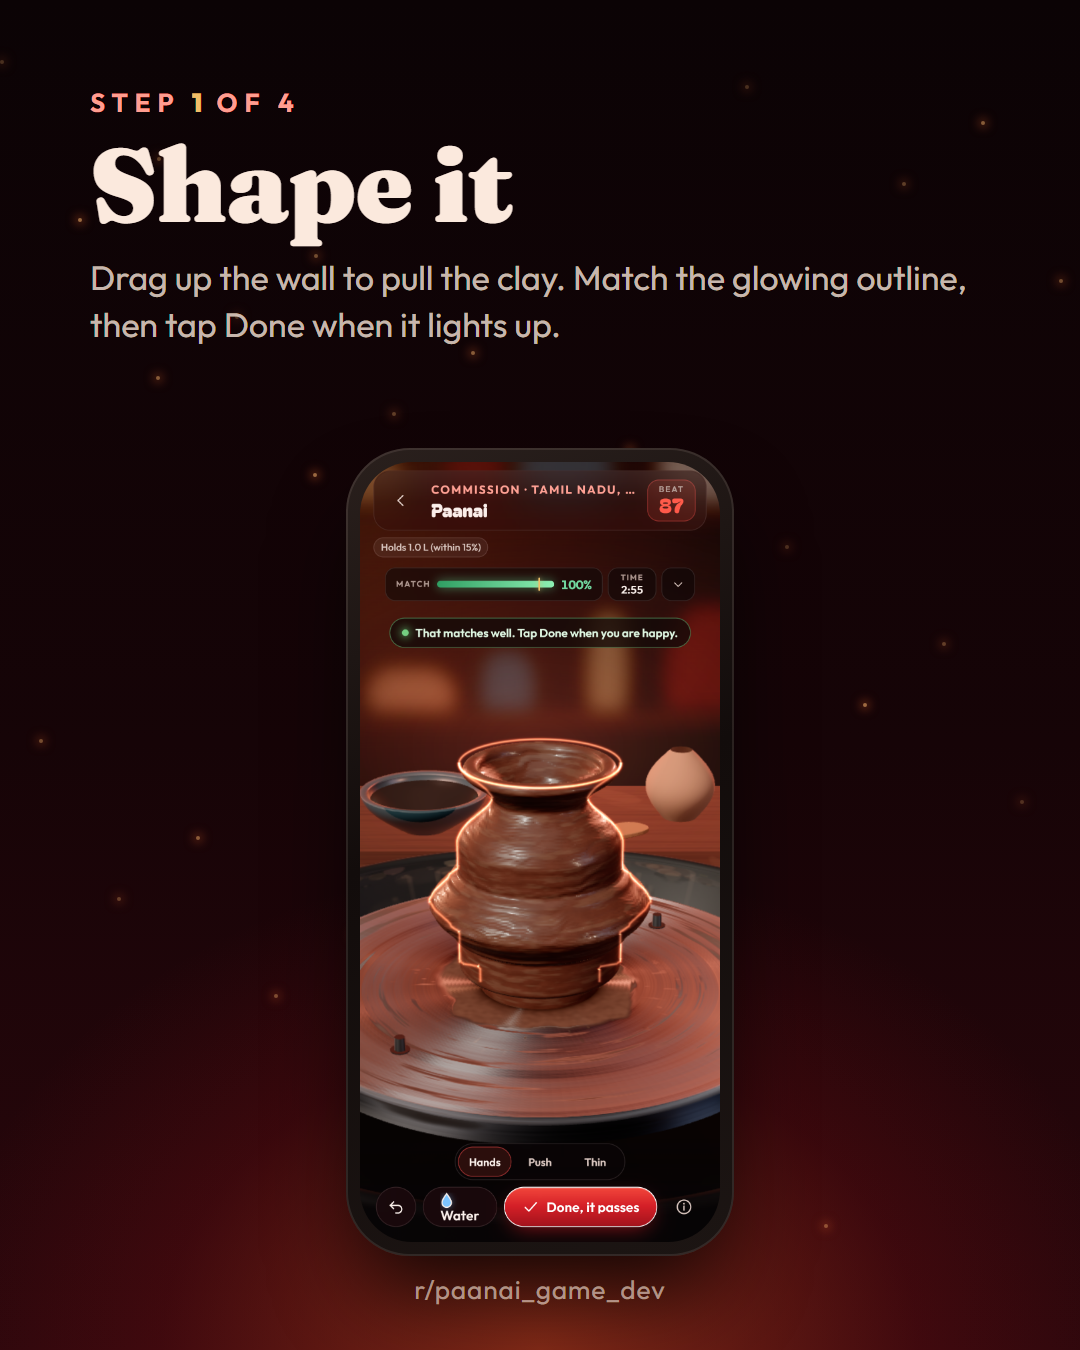 STEP 1 OF 4
Shape it
Drag up the wall to pull the clay. Match the glowing outline,
then tap Done when it lights up.
COMMISSION · TAMIL NADU, ...
Paanai
BEAT
87
Holds 1.0 L (within 15%)
MATCH 100%
TIME
2:55
That matches well. Tap Done when you are happy.
Hands Push Thin
Water
Done, it passes
r/paanai_game_dev